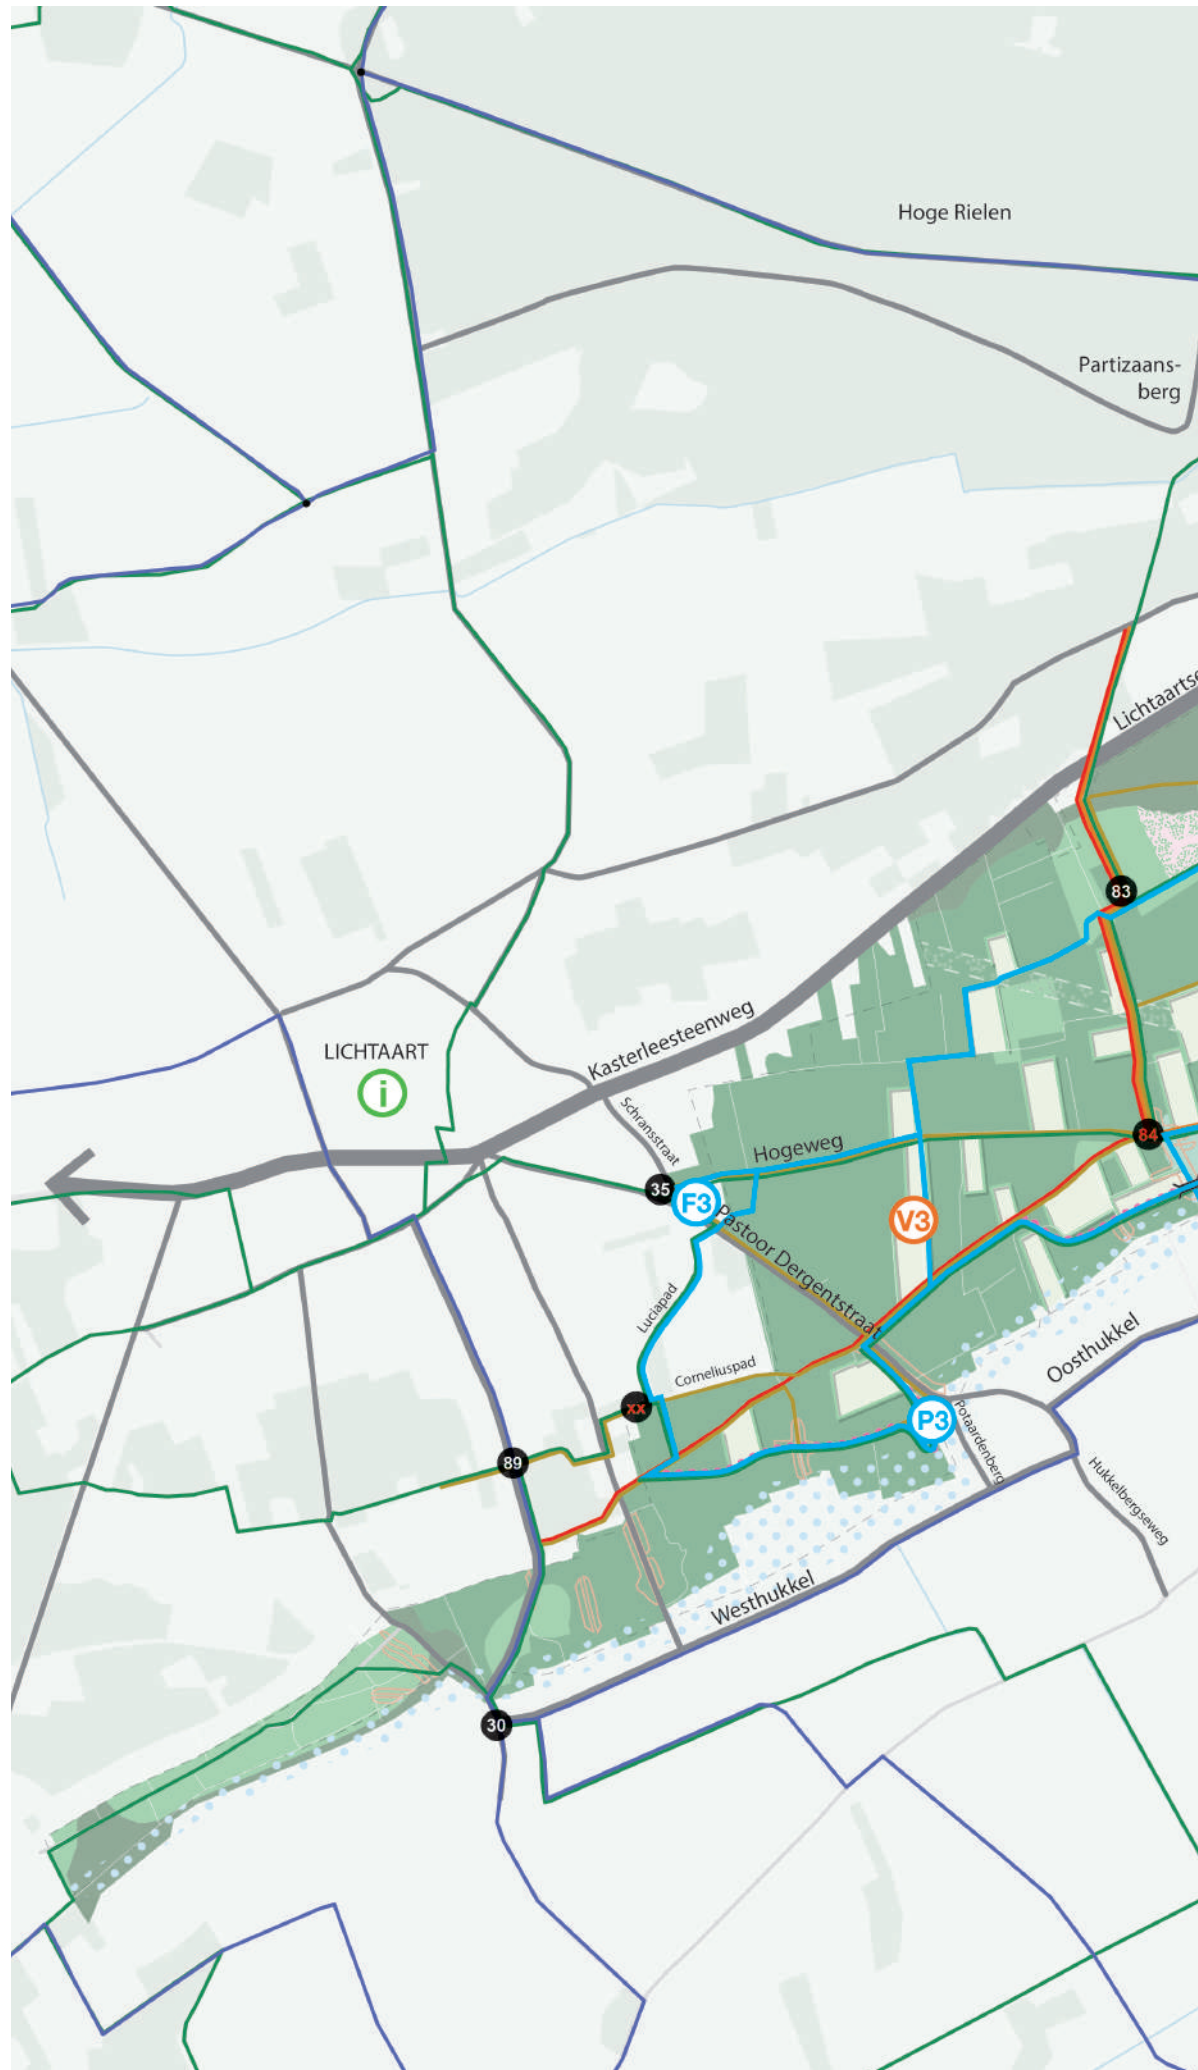 Hoge Rielen
Partizaans-
berg
Lichtaartse
83
Kasterleesteenweg
LICHTAART
i
Schransstraat
Hogeweg
84
35
F3
V3
Pastoor Dergentstraat
Luciapad
Oosthukkel
Corneliuspad
xx
P3
Potaardenberg
89
Hukkelbergseweg
Westhukkel
30